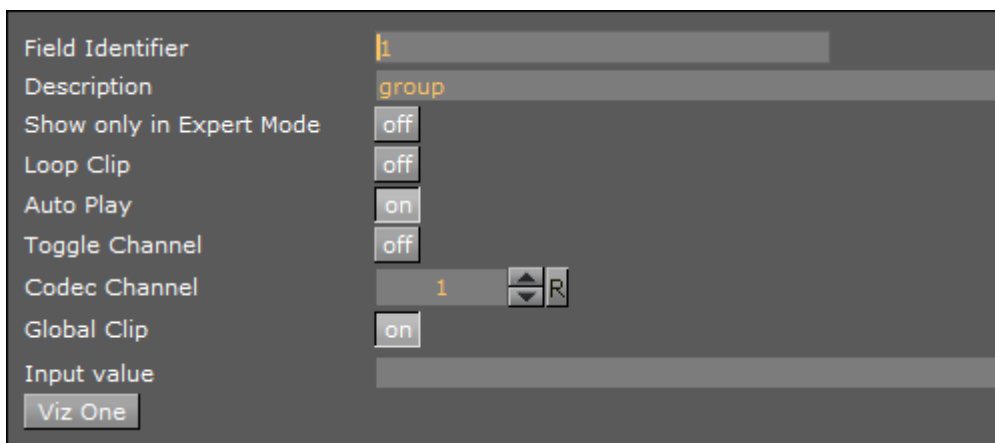 Field Identifier 1
Description group
Show only in Expert Mode off
Loop Clip off
Auto Play on
Toggle Channel off
Codec Channel 1 R
Global Clip on
Input value
Viz One